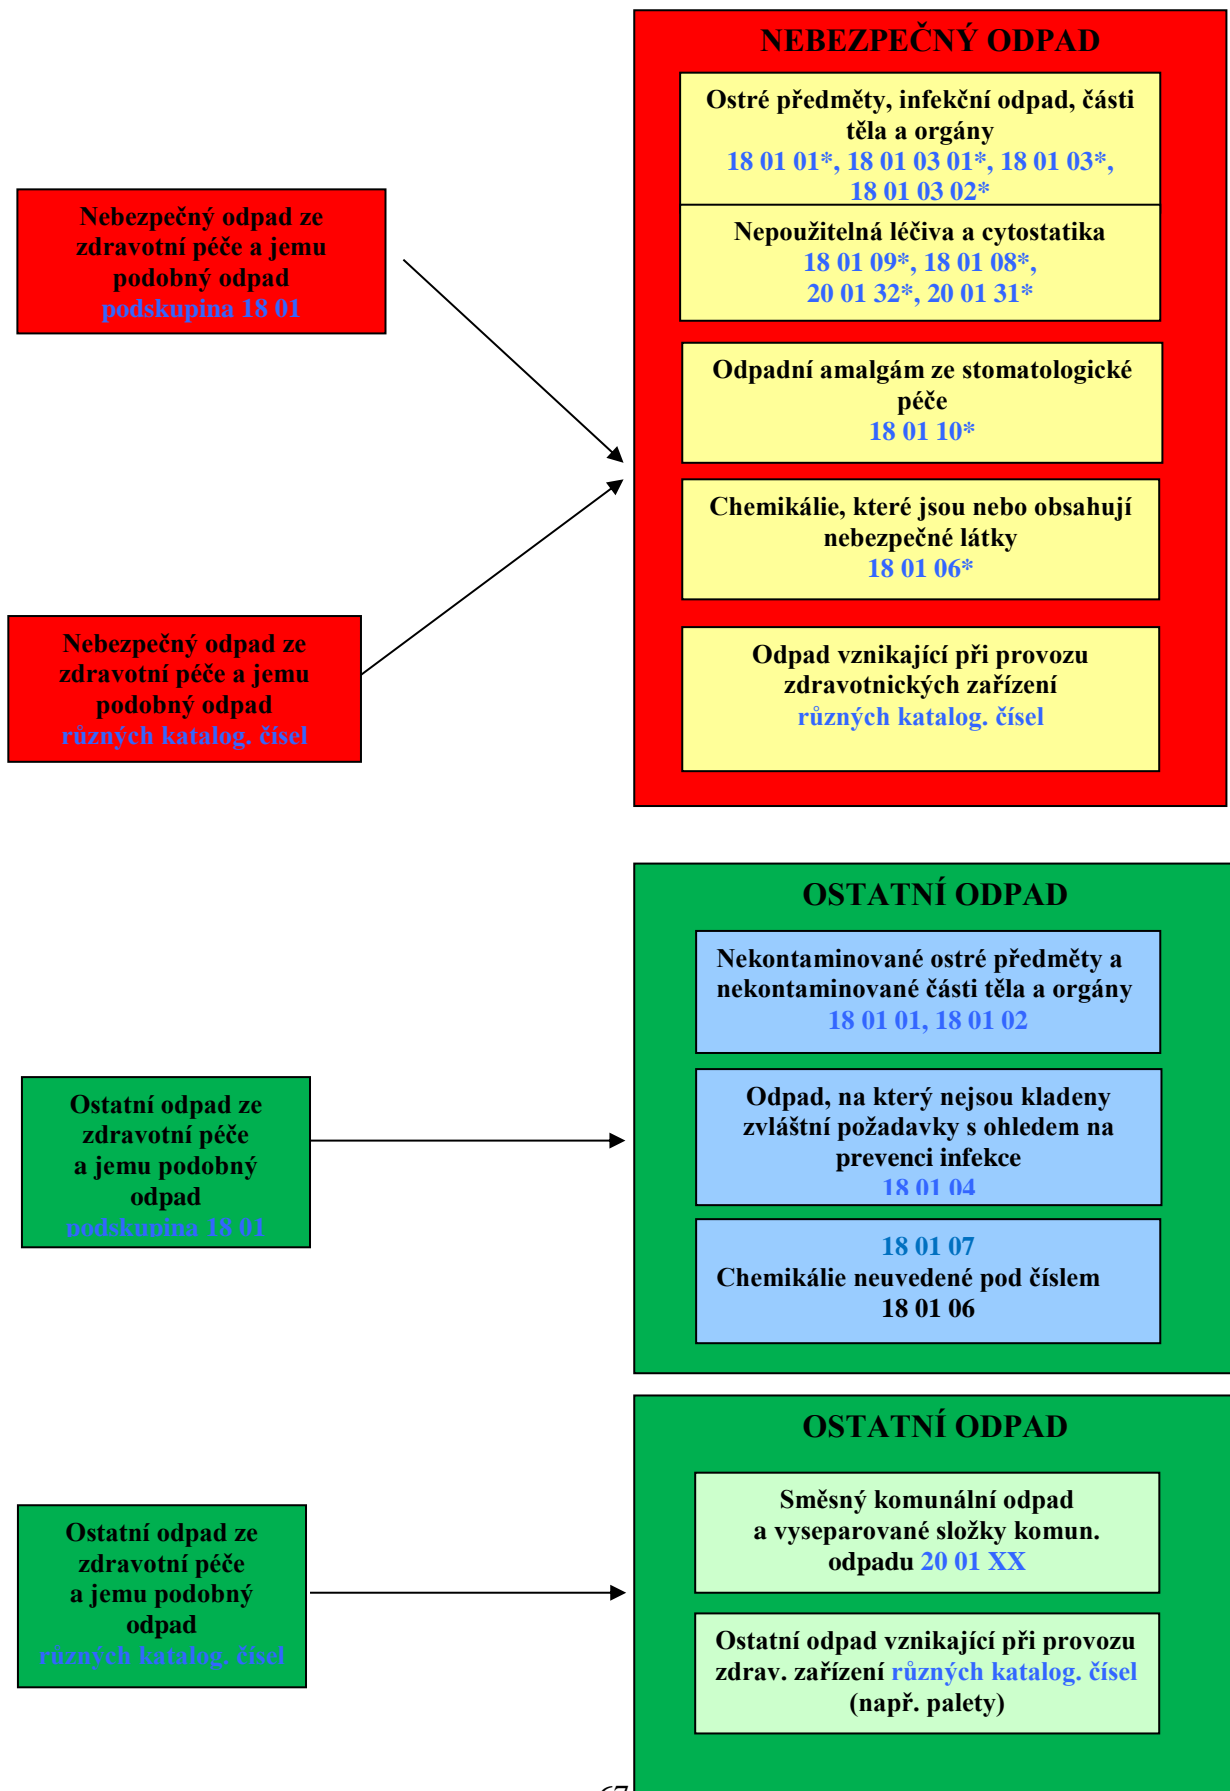 NEBEZPEČNÝ ODPAD
Ostré předměty, infekční odpad, části
těla a orgány
18 01 01*, 18 01 03 01*, 18 01 03*,
18 01 03 02*
Nepoužitelná léčiva a cytostatika
18 01 09*, 18 01 08*,
20 01 32*, 20 01 31*
Odpadní amalgám ze stomatologické
péče
18 01 10*
Chemikálie, které jsou nebo obsahují
nebezpečné látky
18 01 06*
Odpad vznikající při provozu
zdravotnických zařízení
různých katalog. čísel
Nebezpečný odpad ze
zdravotní péče a jemu
podobný odpad
podskupina 18 01
Nebezpečný odpad ze
zdravotní péče a jemu
podobný odpad
různých katalog. čísel
OSTATNÍ ODPAD
Nekontaminované ostré předměty a
nekontaminované části těla a orgány
18 01 01, 18 01 02
Odpad, na který nejsou kladeny
zvláštní požadavky s ohledem na
prevenci infekce
18 01 04
18 01 07
Chemikálie neuvedené pod číslem
18 01 06
Ostatní odpad ze
zdravotní péče
a jemu podobný
odpad
podskupina 18 01
OSTATNÍ ODPAD
Směsný komunální odpad
a vyseparované složky komun.
odpadu 20 01 XX
Ostatní odpad vznikající při provozu
zdrav. zařízení různých katalog. čísel
(např. palety)
Ostatní odpad ze
zdravotní péče
a jemu podobný
odpad
různých katalog. čísel